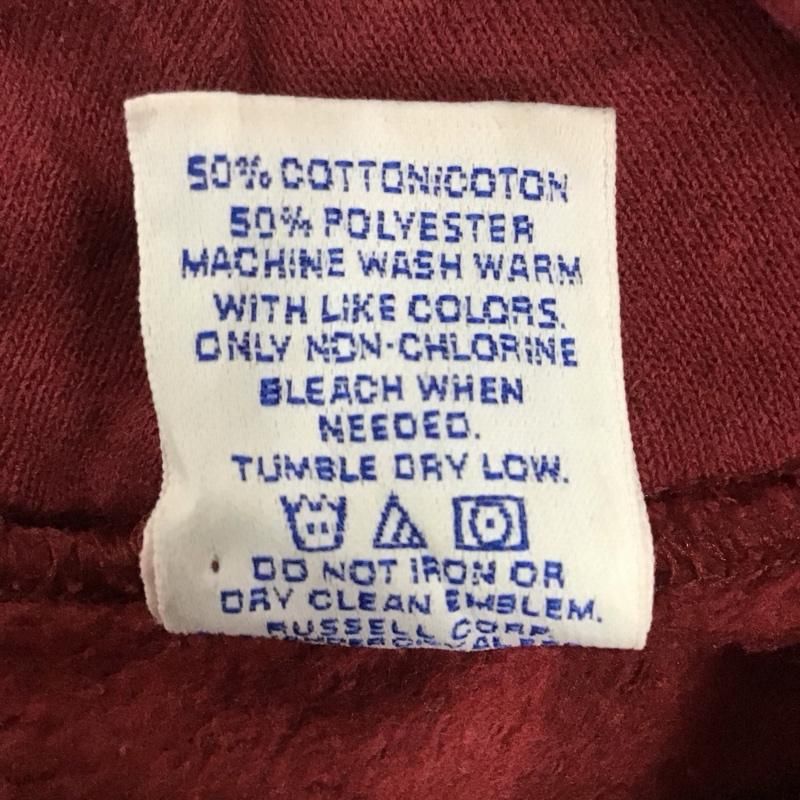 50% COTTON/COTON
50% POLYESTER
MACHINE WASH WARM
WITH LIKE COLORS.
ONLY NON-CHLORINE
BLEACH WHEN
NEEDED.
TUMBLE DRY LOW.
DO NOT IRON OR
DRY CLEAN EMBLEM.
RUSSELL CORP.